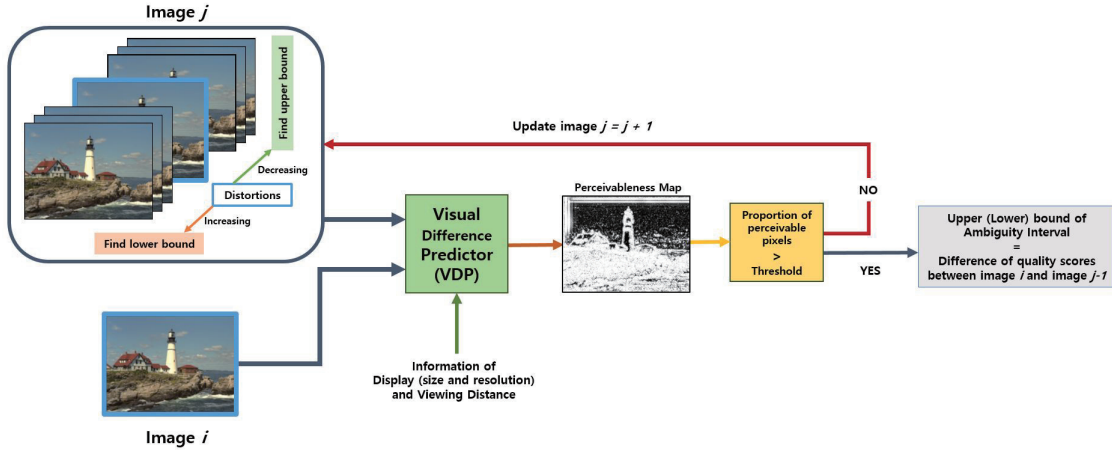 Image j
Find upper bound
Decreasing
Distortions
Increasing
Find lower bound
Update image j = j + 1
NO
Visual
Difference
Predictor
(VDP)
Perceivableness Map
Proportion of
perceivable
pixels
>
Threshold
YES
Upper (Lower) bound of
Ambiguity Interval
=
Difference of quality scores
between image i and image j-1
Information of
Display (size and resolution)
and Viewing Distance
Image i